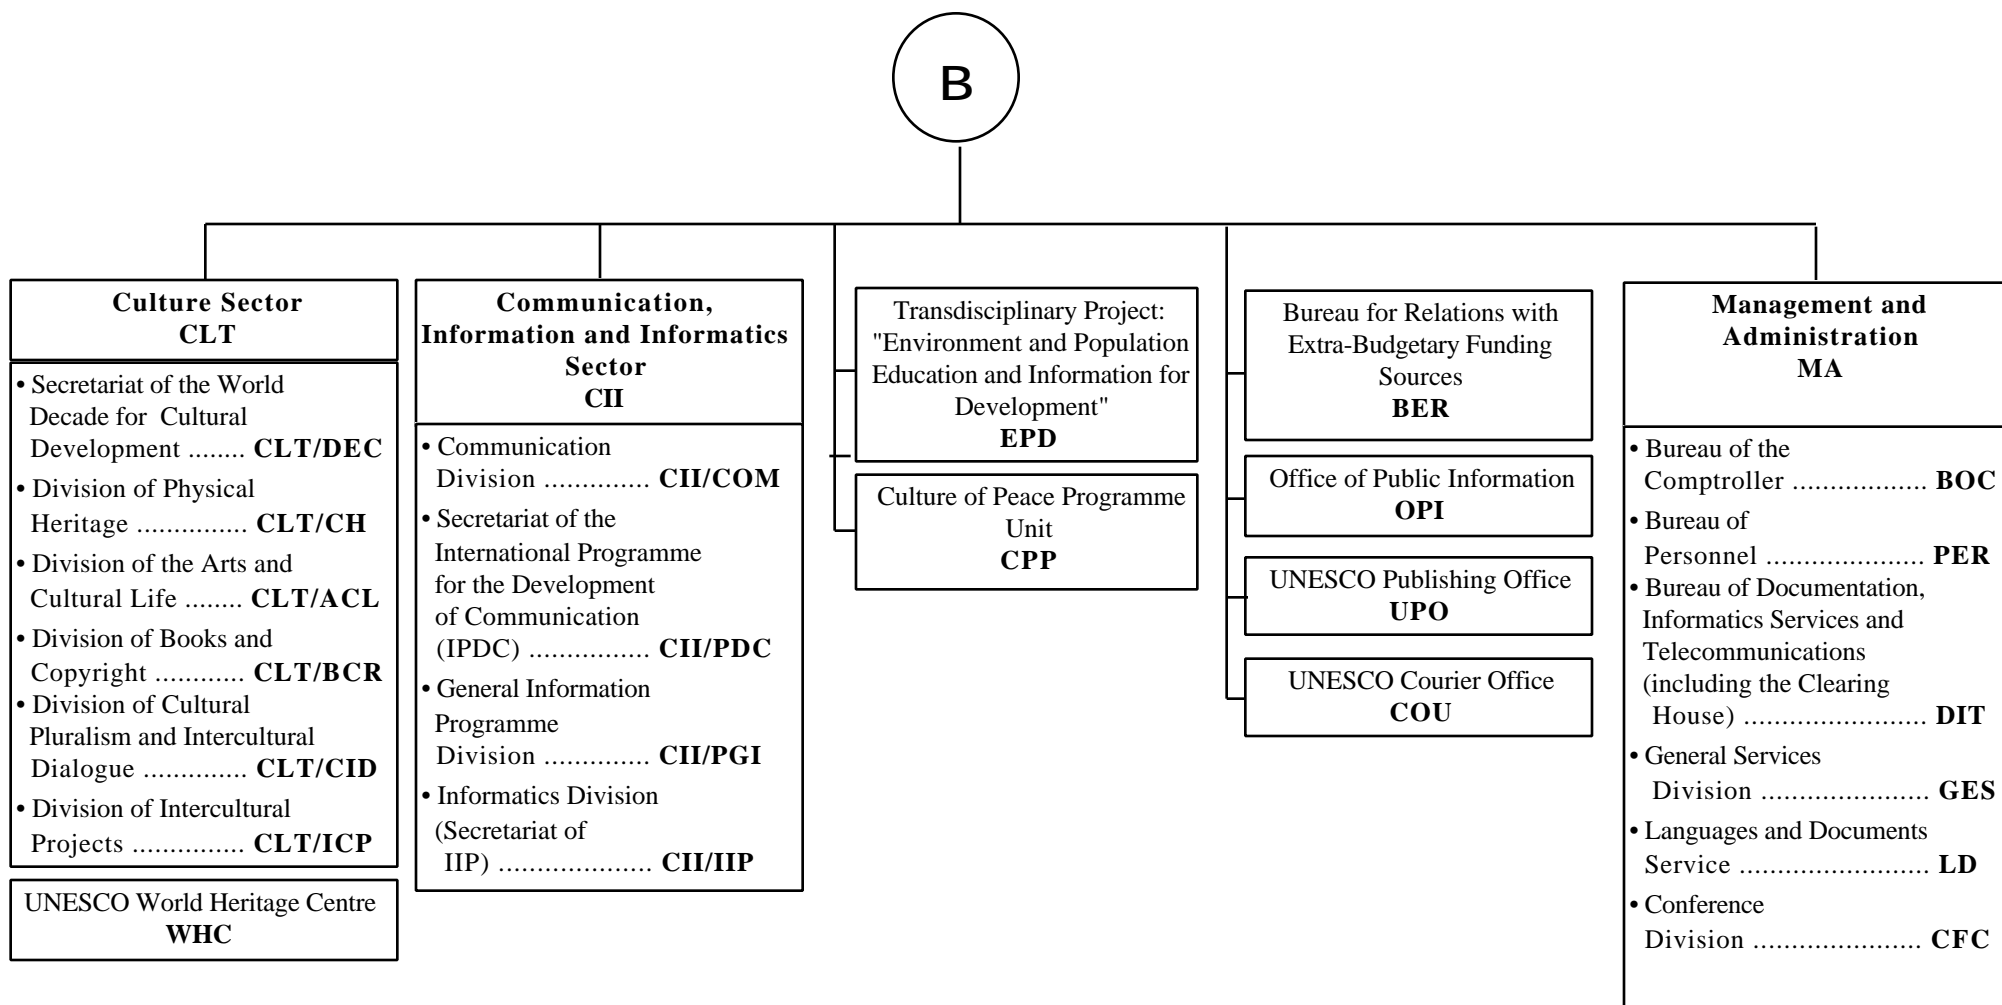 B
Culture Sector
CLT
• Secretariat of the World
Decade for Cultural
Development ........ CLT/DEC
• Division of Physical
Heritage ............... CLT/CH
• Division of the Arts and
Cultural Life ........ CLT/ACL
• Division of Books and
Copyright ............ CLT/BCR
• Division of Cultural
Pluralism and Intercultural
Dialogue .............. CLT/CID
• Division of Intercultural
Projects ............... CLT/ICP
UNESCO World Heritage Centre
WHC
Communication,
Information and Informatics
Sector
CII
• Communication
Division .............. CII/COM
• Secretariat of the
International Programme
for the Development
of Communication
(IPDC) ................ CII/PDC
• General Information
Programme
Division .............. CII/PGI
• Informatics Division
(Secretariat of
IIP) .................... CII/IIP
Transdisciplinary Project:
"Environment and Population
Education and Information for
Development"
EPD
Culture of Peace Programme
Unit
CPP
Bureau for Relations with
Extra-Budgetary Funding
Sources
BER
Office of Public Information
OPI
UNESCO Publishing Office
UPO
UNESCO Courier Office
COU
Management and
Administration
MA
• Bureau of the
Comptroller .................. BOC
• Bureau of
Personnel ..................... PER
• Bureau of Documentation,
Informatics Services and
Telecommunications
(including the Clearing
House) ........................ DIT
• General Services
Division ...................... GES
• Languages and Documents
Service ......................... LD
• Conference
Division ...................... CFC